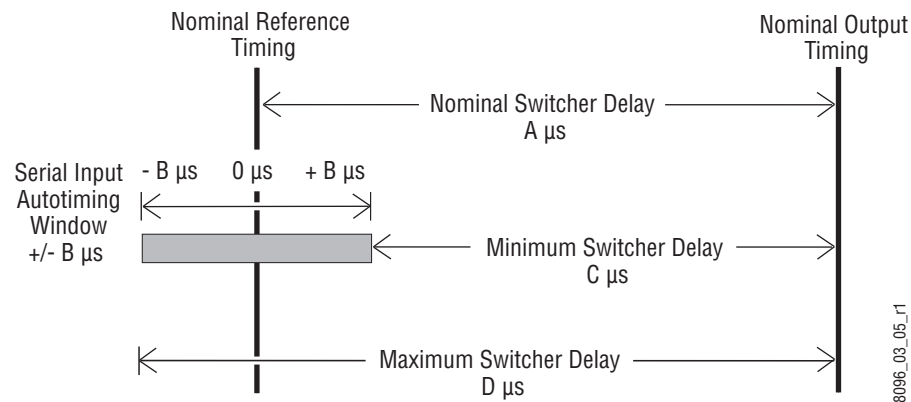 Nominal Reference
Timing
Nominal Output
Timing
Nominal Switcher Delay
A µs
Serial Input
Autotiming
Window
+/- B µs
- B µs 0 µs + B µs
Minimum Switcher Delay
C µs
Maximum Switcher Delay
D µs
8096_03_05_r1